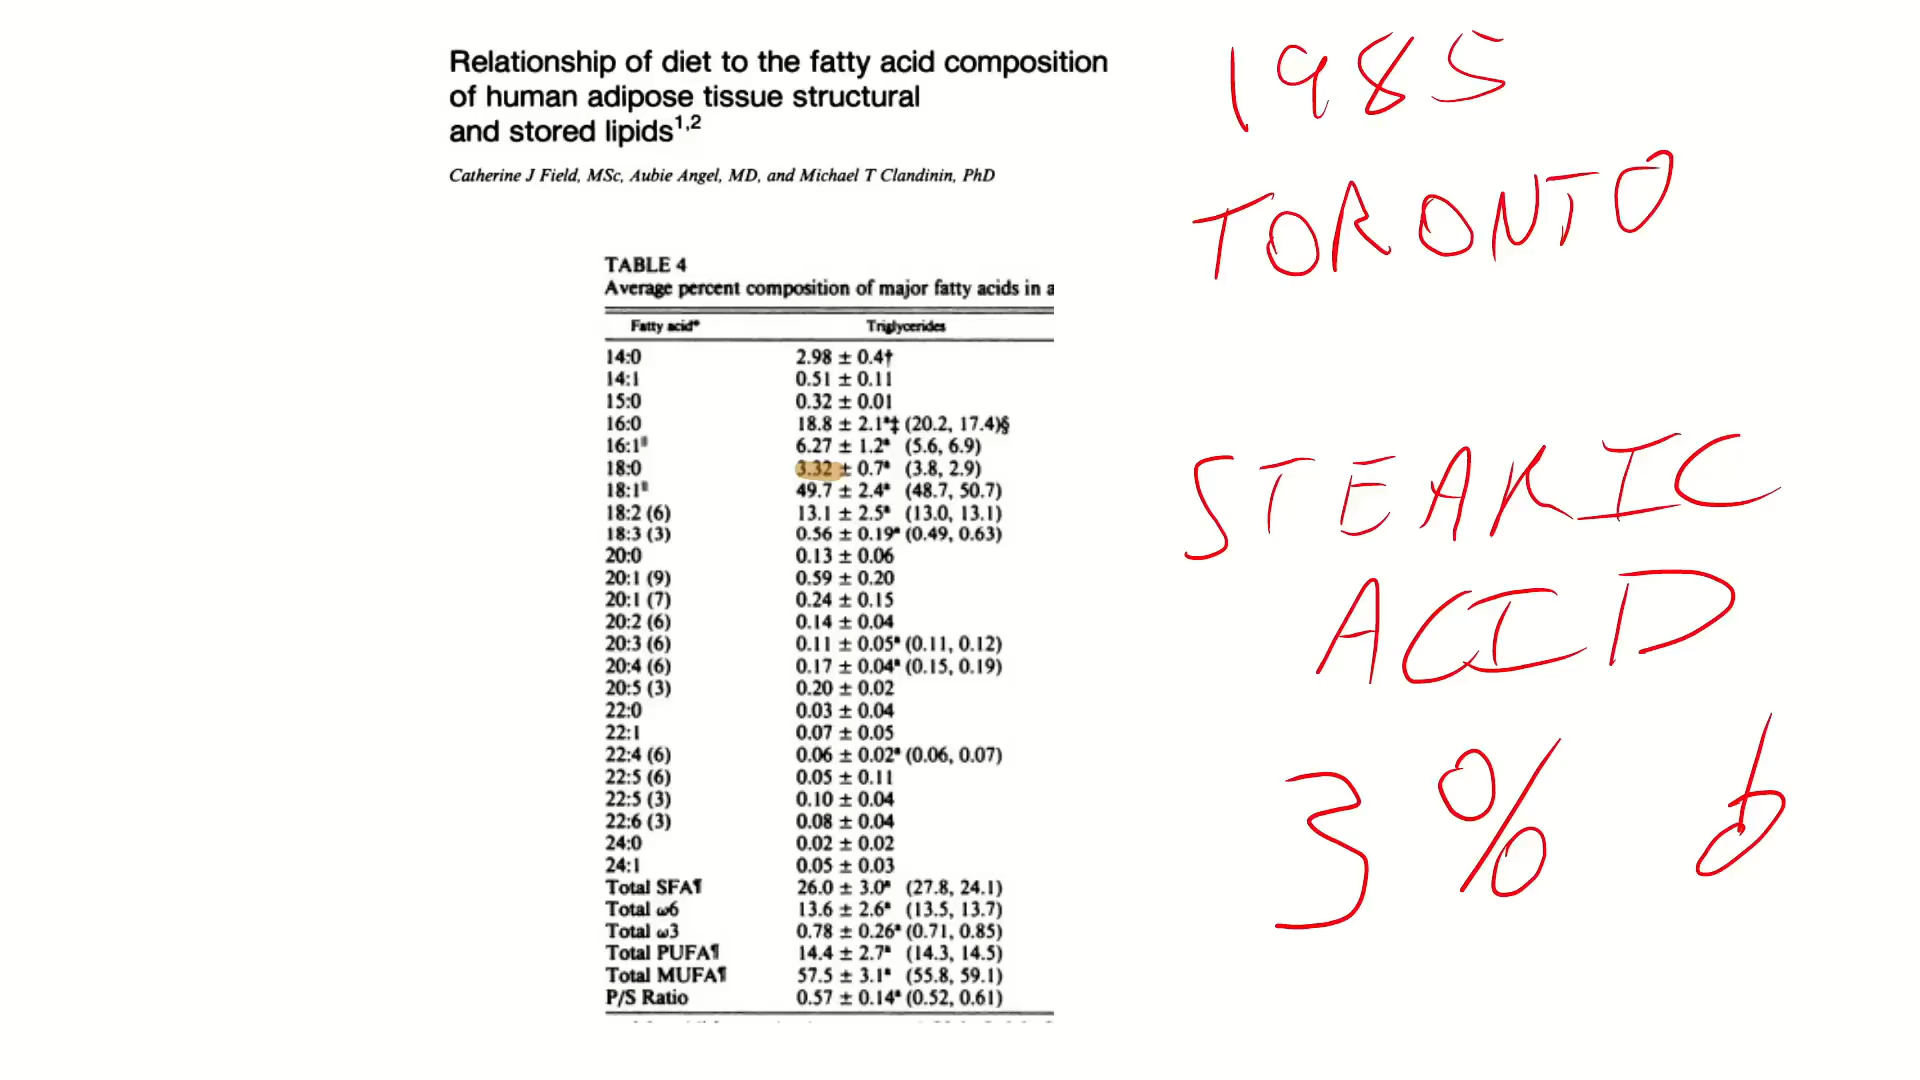 Relationship of diet to the fatty acid composition
of human adipose tissue structural
and stored lipids¹,²
Catherine J Field, MSc, Aubie Angel, MD, and Michael T Clandinin, PhD
TABLE 4
Average percent composition of major fatty acids in a
Fatty acid* Triglycerides
14:0 2.98 ± 0.4†
14:1 0.51 ± 0.11
15:0 0.32 ± 0.01
16:0 18.8 ± 2.1*‡ (20.2, 17.4)§
16:1‖ 6.27 ± 1.2* (5.6, 6.9)
18:0 3.32 ± 0.7* (3.8, 2.9)
18:1‖ 49.7 ± 2.4* (48.7, 50.7)
18:2 (6) 13.1 ± 2.5* (13.0, 13.1)
18:3 (3) 0.56 ± 0.19* (0.49, 0.63)
20:0 0.13 ± 0.06
20:1 (9) 0.59 ± 0.20
20:1 (7) 0.24 ± 0.15
20:2 (6) 0.14 ± 0.04
20:3 (6) 0.11 ± 0.05* (0.11, 0.12)
20:4 (6) 0.17 ± 0.04* (0.15, 0.19)
20:5 (3) 0.20 ± 0.02
22:0 0.03 ± 0.04
22:1 0.07 ± 0.05
22:4 (6) 0.06 ± 0.02* (0.06, 0.07)
22:5 (6) 0.05 ± 0.11
22:5 (3) 0.10 ± 0.04
22:6 (3) 0.08 ± 0.04
24:0 0.02 ± 0.02
24:1 0.05 ± 0.03
Total SFA¶ 26.0 ± 3.0* (27.8, 24.1)
Total ω6 13.6 ± 2.6* (13.5, 13.7)
Total ω3 0.78 ± 0.26* (0.71, 0.85)
Total PUFA¶ 14.4 ± 2.7* (14.3, 14.5)
Total MUFA¶ 57.5 ± 3.1* (55.8, 59.1)
P/S Ratio 0.57 ± 0.14* (0.52, 0.61)
1985
TORONTO
STEARIC
ACID
3%